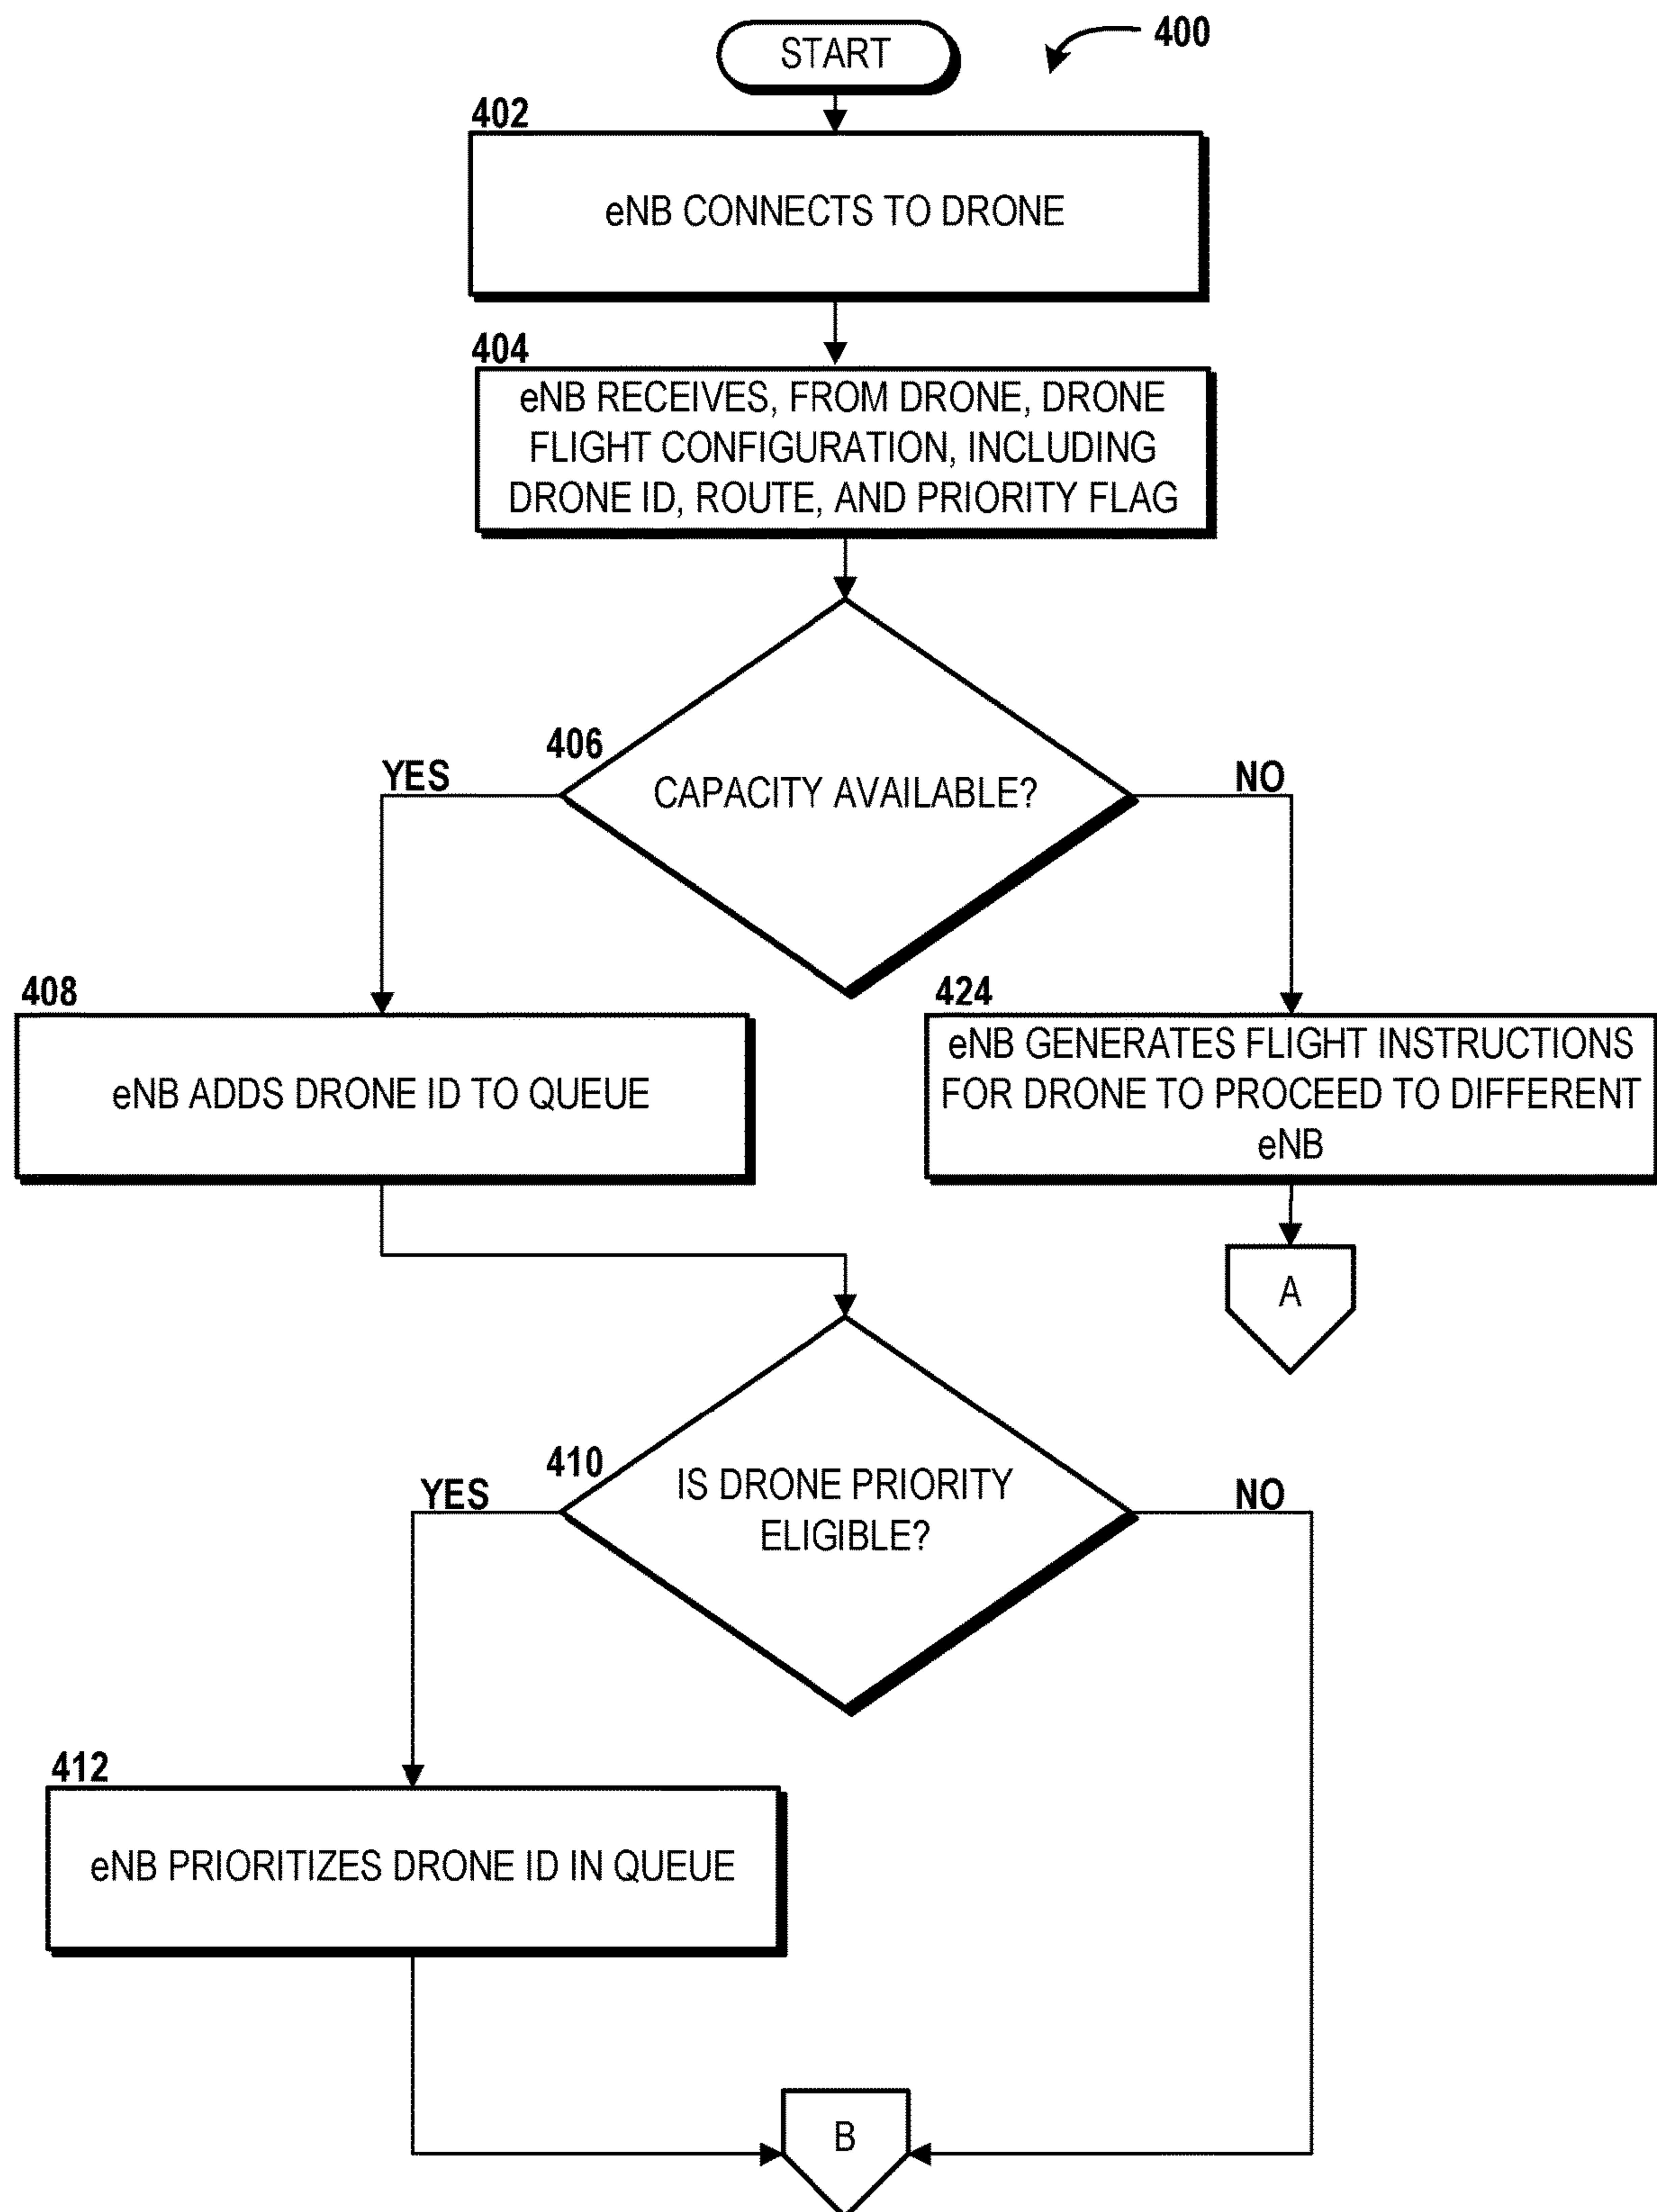 START
400
402
eNB CONNECTS TO DRONE
404
eNB RECEIVES, FROM DRONE, DRONE
FLIGHT CONFIGURATION, INCLUDING
DRONE ID, ROUTE, AND PRIORITY FLAG
406
YES
CAPACITY AVAILABLE?
NO
408
eNB ADDS DRONE ID TO QUEUE
424
eNB GENERATES FLIGHT INSTRUCTIONS
FOR DRONE TO PROCEED TO DIFFERENT
eNB
A
410
YES
IS DRONE PRIORITY
ELIGIBLE?
NO
412
eNB PRIORITIZES DRONE ID IN QUEUE
B